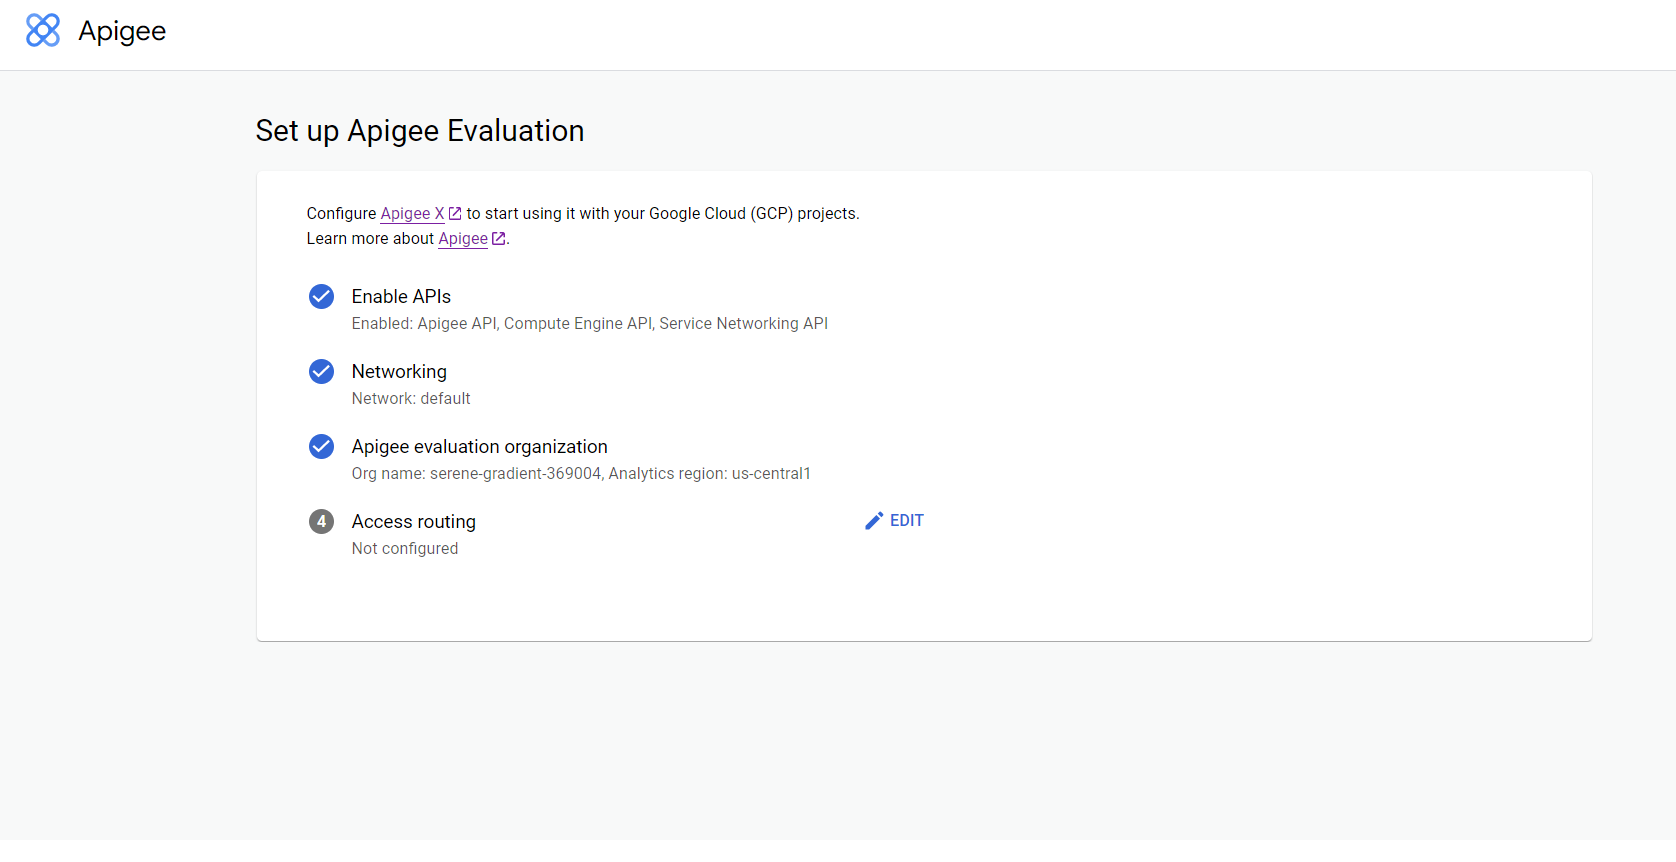 Apigee
Set up Apigee Evaluation
Configure Apigee X to start using it with your Google Cloud (GCP) projects.
Learn more about Apigee .
Enable APIs
Enabled: Apigee API, Compute Engine API, Service Networking API
Networking
Network: default
Apigee evaluation organization
Org name: serene-gradient-369004, Analytics region: us-central1
4 Access routing EDIT
Not configured